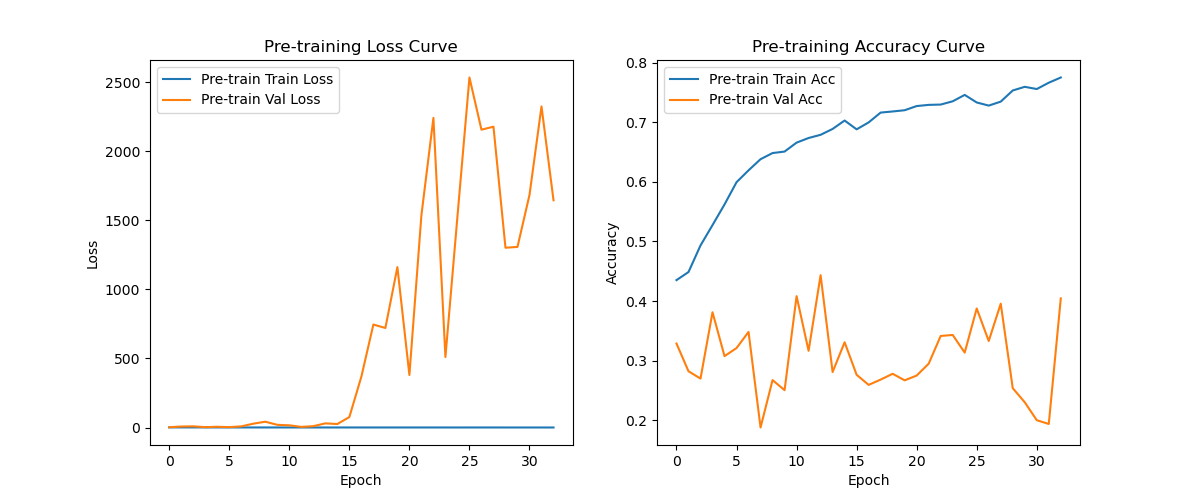 Pre-training Loss Curve
Pre-train Train Loss
Pre-train Val Loss
2500
2000
1500
1000
500
0
Loss
0 5 10 15 20 25 30
Epoch
Pre-training Accuracy Curve
Pre-train Train Acc
Pre-train Val Acc
0.8
0.7
0.6
0.5
0.4
0.3
0.2
Accuracy
0 5 10 15 20 25 30
Epoch